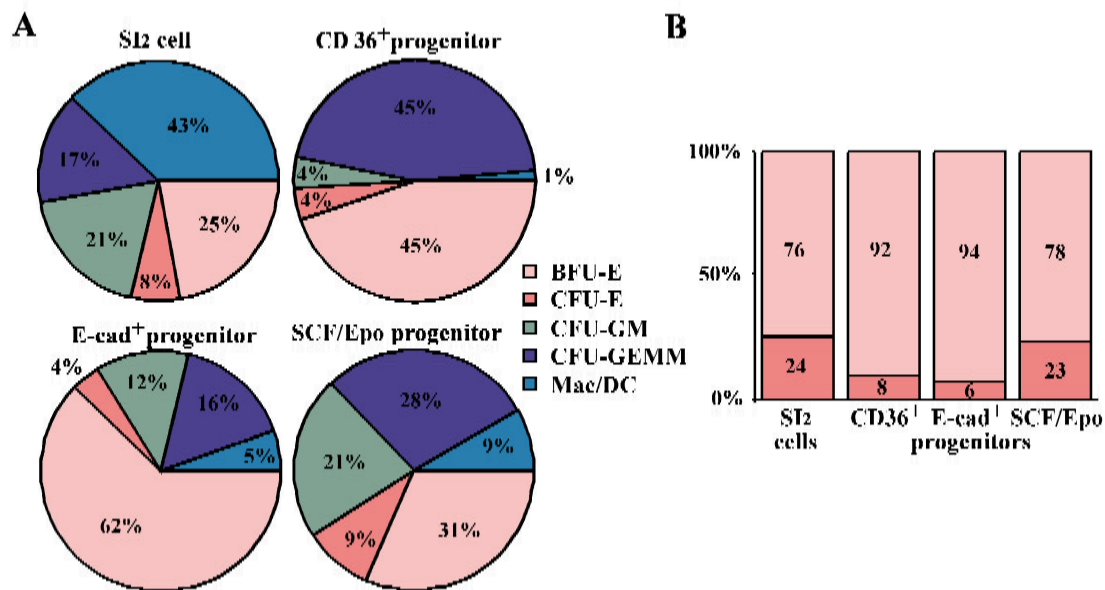 A
B
SI2 cell
CD 36+progenitor
43%
17%
21%
8%
25%
45%
4%
4%
45%
1%
BFU-E
CFU-E
CFU-GM
CFU-GEMM
Mac/DC
E-cad+progenitor
SCF/Epo progenitor
4%
12%
16%
5%
62%
28%
21%
9%
9%
31%
100%
50%
0%
76
92
94
78
24
8
6
23
SI2 CD36+ E-cad+ SCF/Epo
cells progenitors